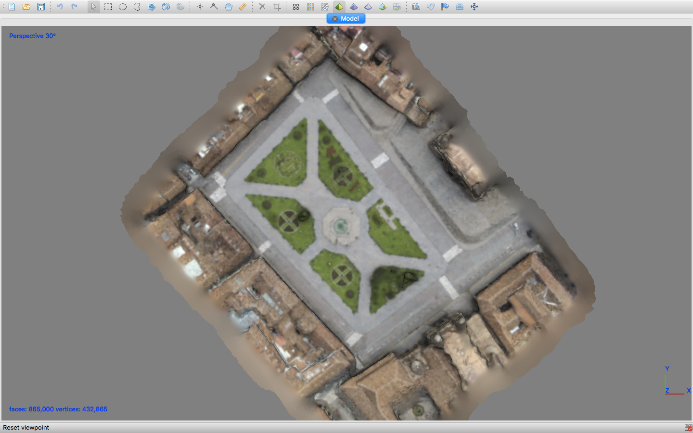 Model
Perspective 30°
faces: 865,000 vertices: 432,865
Y
Z X
Reset viewpoint